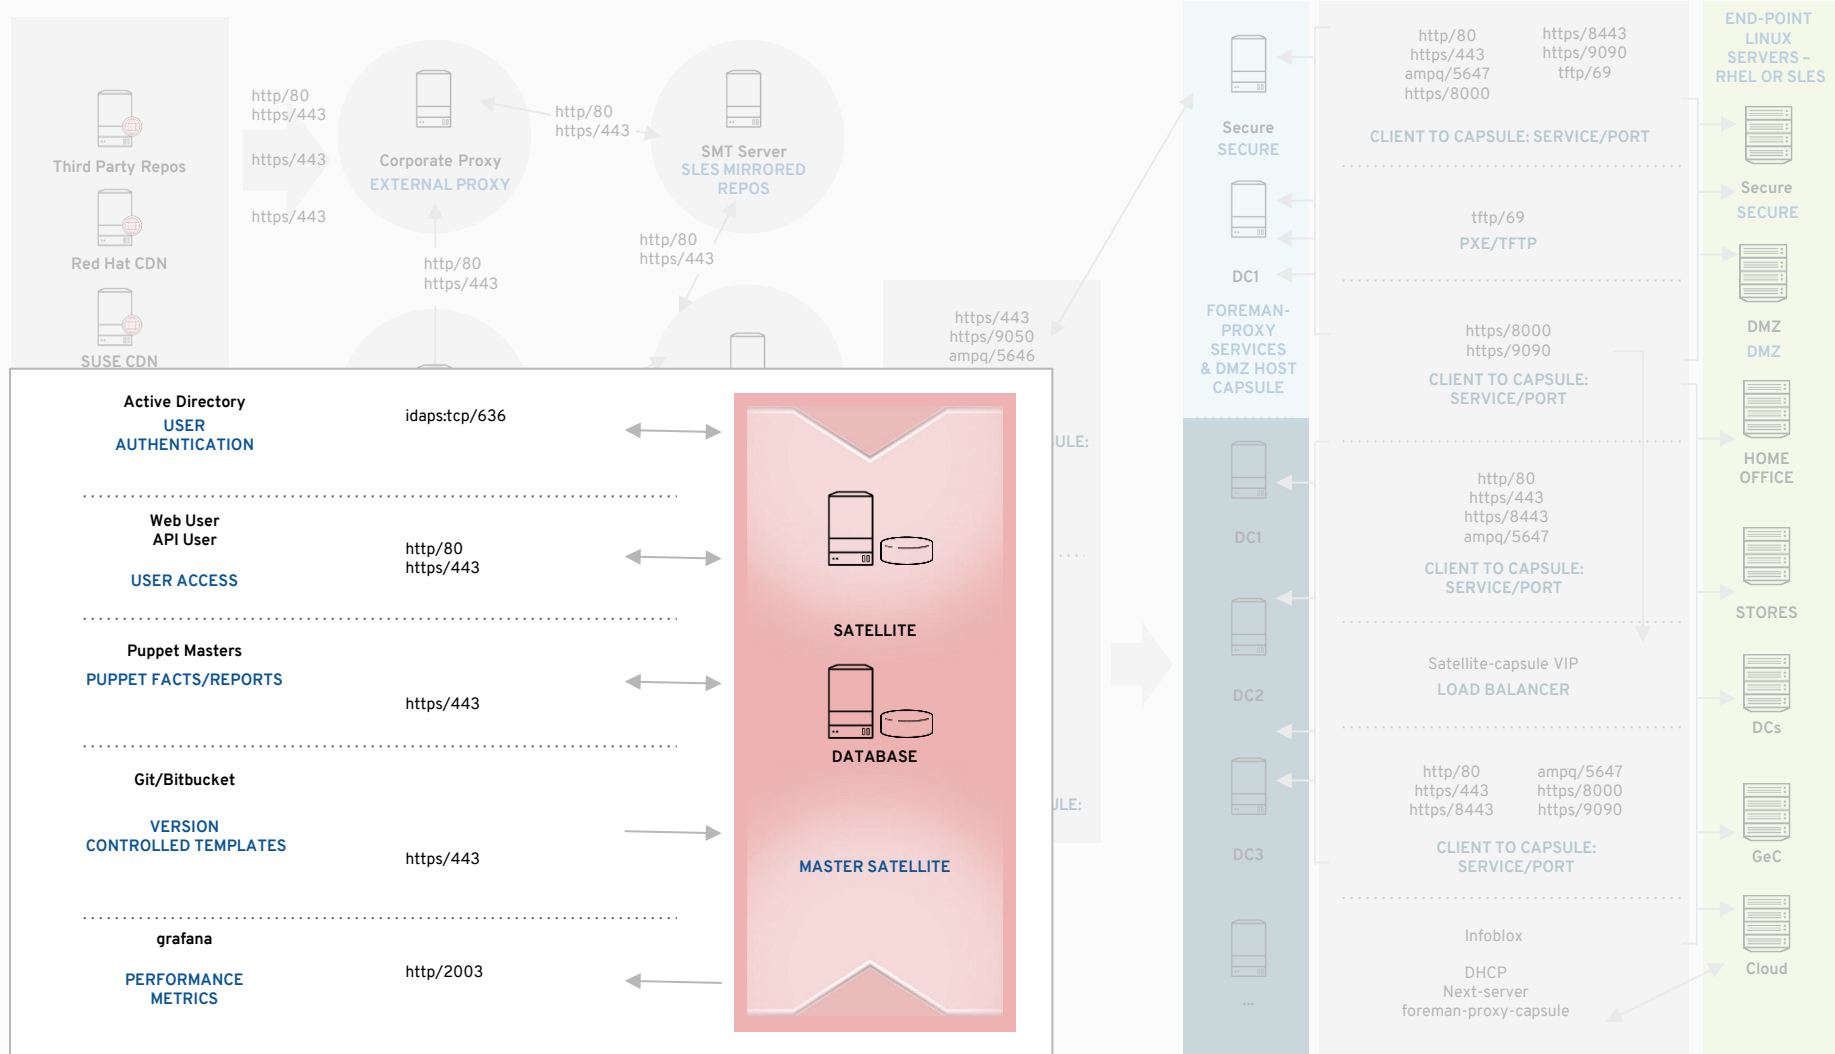 Third Party Repos
Red Hat CDN
SUSE CDN
http/80
https/443
https/443
https/443
Corporate Proxy
EXTERNAL PROXY
http/80
https/443
SMT Server
SLES MIRRORED
REPOS
http/80
https/443
http/80
https/443
https/443
https/9050
ampq/5646
ULE:
JLE:
Active Directory
USER
AUTHENTICATION
idaps:tcp/636
Web User
API User
USER ACCESS
http/80
https/443
Puppet Masters
PUPPET FACTS/REPORTS
https/443
Git/Bitbucket
VERSION
CONTROLLED TEMPLATES
https/443
grafana
PERFORMANCE
METRICS
http/2003
SATELLITE
DATABASE
MASTER SATELLITE
Secure
SECURE
DC1
FOREMAN-
PROXY
SERVICES
& DMZ HOST
CAPSULE
DC1
DC2
DC3
...
http/80
https/443
ampq/5647
https/8000
https/8443
https/9090
tftp/69
CLIENT TO CAPSULE: SERVICE/PORT
tftp/69
PXE/TFTP
https/8000
https/9090
CLIENT TO CAPSULE:
SERVICE/PORT
http/80
https/443
https/8443
ampq/5647
CLIENT TO CAPSULE:
SERVICE/PORT
Satellite-capsule VIP
LOAD BALANCER
http/80
https/443
https/8443
ampq/5647
https/8000
https/9090
CLIENT TO CAPSULE:
SERVICE/PORT
Infoblox
DHCP
Next-server
foreman-proxy-capsule
END-POINT
LINUX
SERVERS –
RHEL OR SLES
Secure
SECURE
DMZ
DMZ
HOME
OFFICE
STORES
DCs
GeC
Cloud